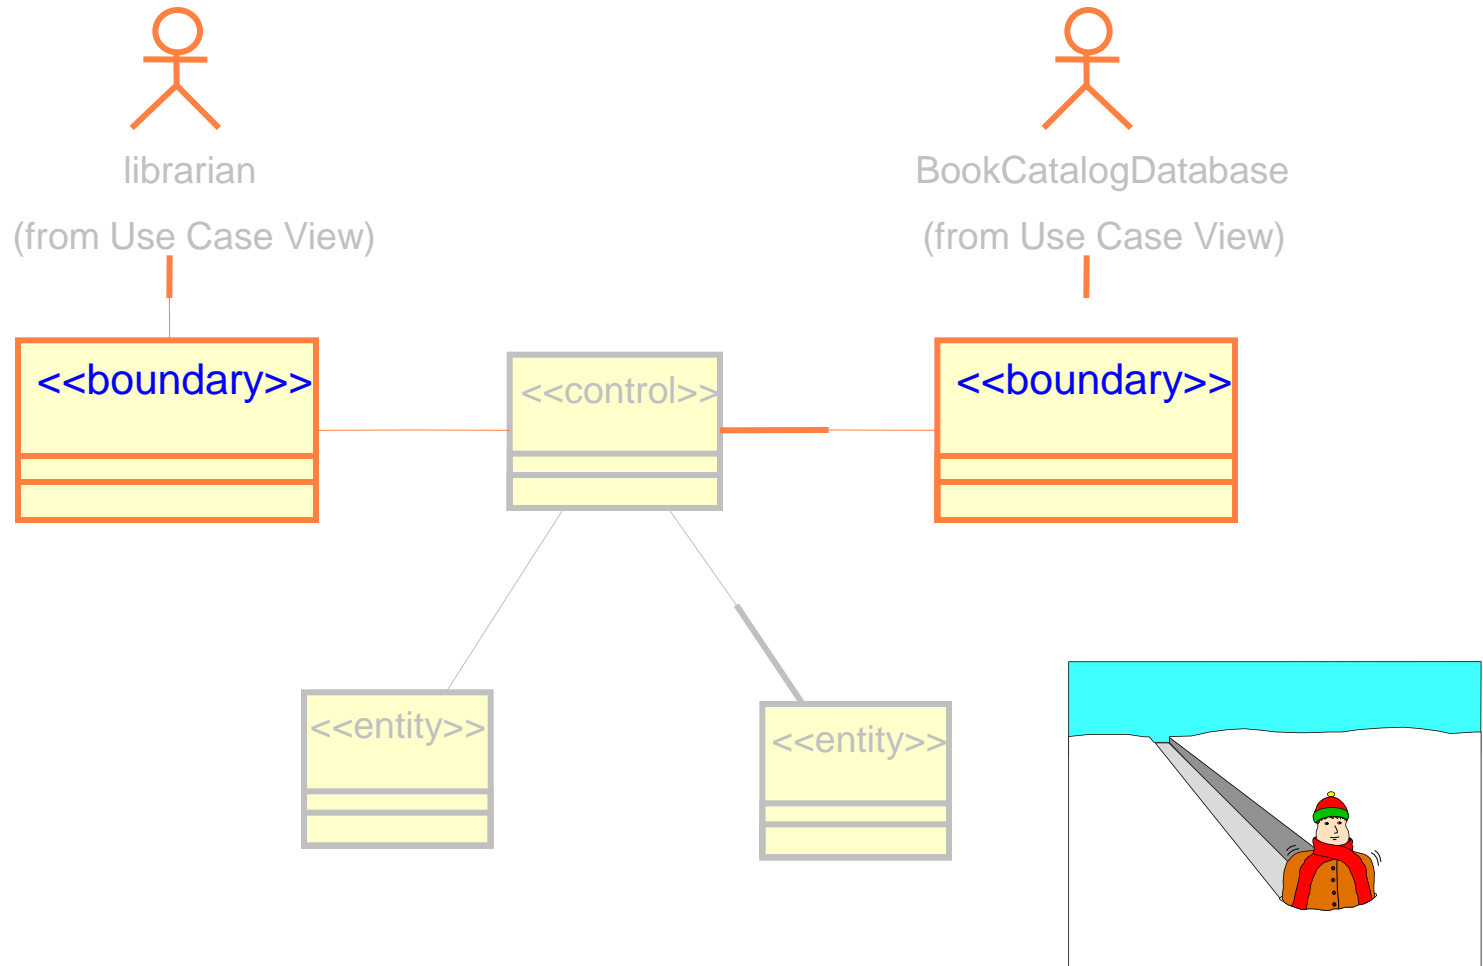 librarian
(from Use Case View)
BookCatalogDatabase
(from Use Case View)
<<boundary>>
<<control>>
<<boundary>>
<<entity>>
<<entity>>